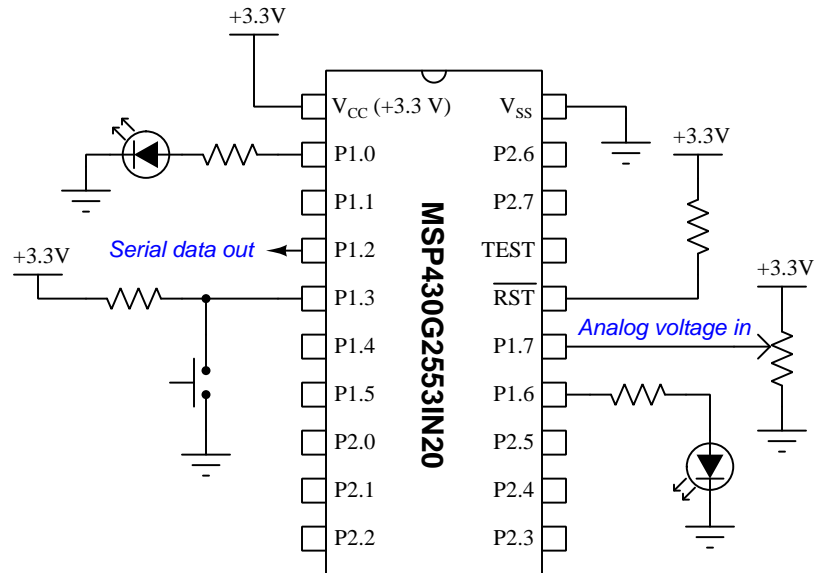 +3.3V
V_CC (+3.3 V)
V_SS
P1.0
P2.6
+3.3V
P1.1
P2.7
Serial data out
P1.2
TEST
+3.3V
P1.3
RST
+3.3V
Analog voltage in
P1.4
P1.7
P1.5
P1.6
P2.0
P2.5
P2.1
P2.4
P2.2
P2.3
MSP430G2553IN20